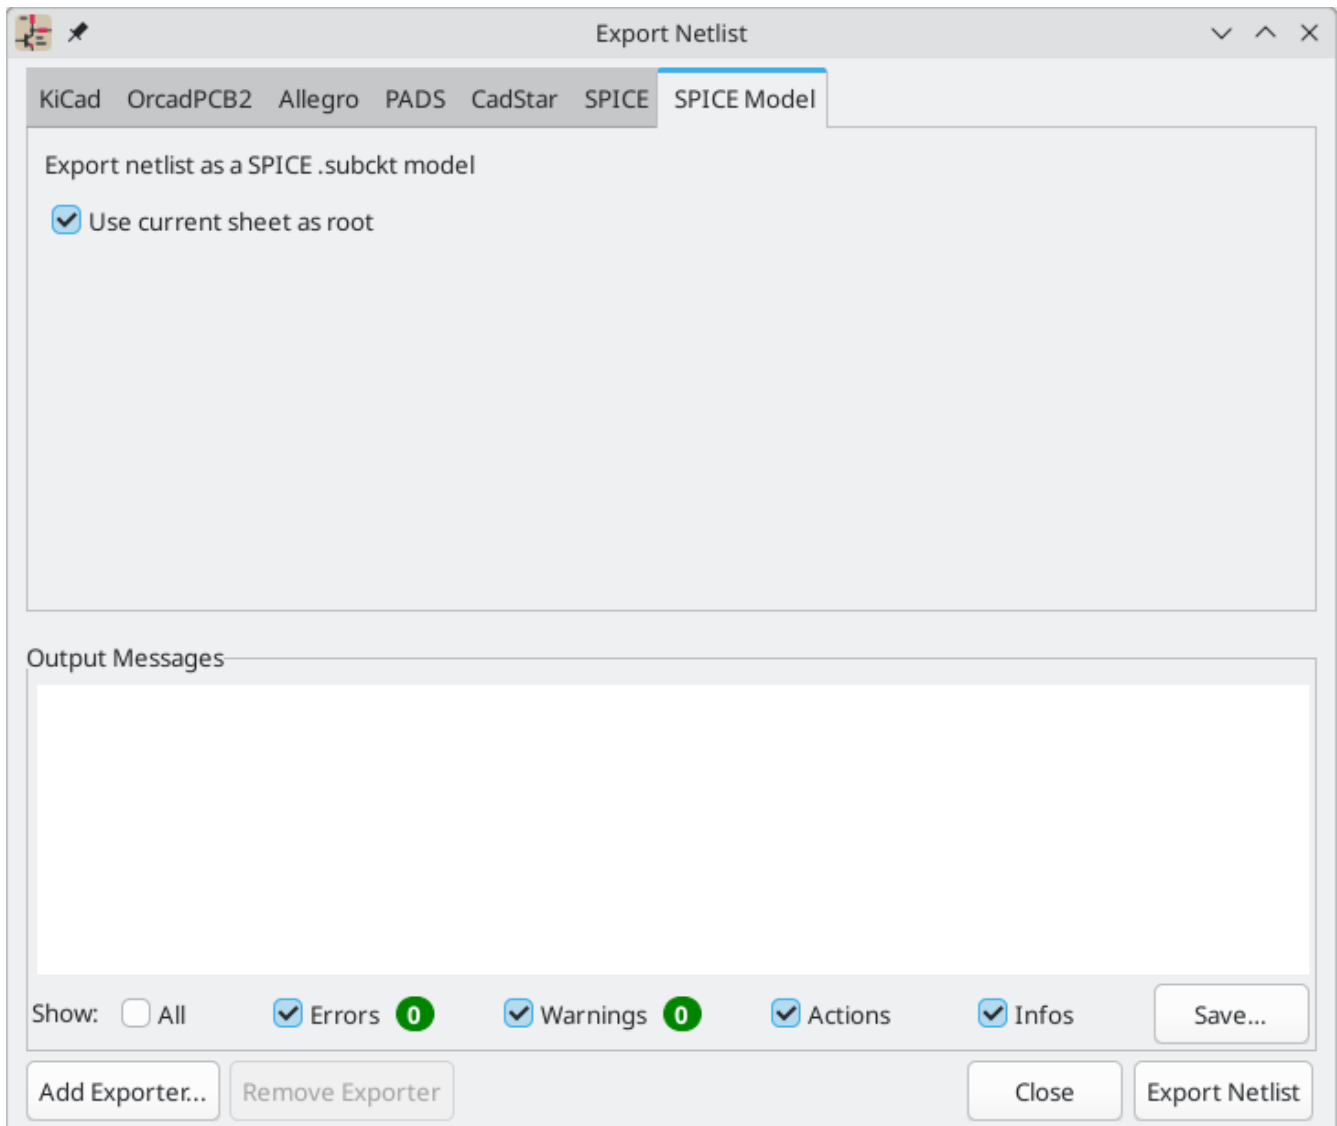 Export Netlist
KiCad OrcadPCB2 Allegro PADS CadStar SPICE SPICE Model
Export netlist as a SPICE .subckt model
Use current sheet as root
Output Messages
Show: All Errors 0 Warnings 0 Actions Infos Save...
Add Exporter... Remove Exporter Close Export Netlist